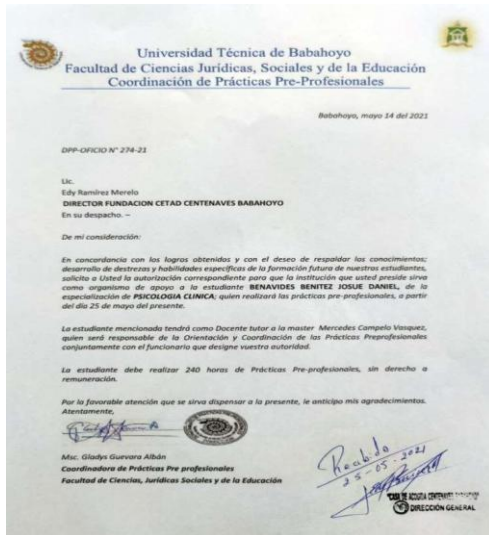 Universidad Técnica de Babahoyo
Facultad de Ciencias Jurídicas, Sociales y de la Educación
Coordinación de Prácticas Pre-Profesionales
Babahoyo, mayo 14 del 2021
DPP-OFICIO N° 274-21
Lic.
Edy Ramírez Merelo
DIRECTOR FUNDACION CETAD CENTENAVES BABAHOYO
En su despacho. –
De mi consideración:
En concordancia con los logros obtenidos y con el deseo de respaldar los conocimientos;
desarrollo de destrezas y habilidades específicas de la formación futura de nuestros estudiantes,
solicito a Usted la autorización correspondiente para que la institución que usted preside sirva
como organismo de apoyo a la estudiante BENAVIDES BENITEZ JOSUE DANIEL, de la
especialización de PSICOLOGIA CLINICA; quien realizará las prácticas pre-profesionales, a partir
del día 25 de mayo del presente.
La estudiante mencionada tendrá como Docente tutor a la master Mercedes Campelo Vasquez,
quien será responsable de la Orientación y Coordinación de las Prácticas Preprofesionales
conjuntamente con el funcionario que designe vuestra autoridad.
La estudiante debe realizar 240 horas de Prácticas Pre-profesionales, sin derecho a
remuneración.
Por la favorable atención que se sirva dispensar a la presente, le anticipo mis agradecimientos.
Atentamente,
Msc. Gladys Guevara Albán
Coordinadora de Prácticas Pre profesionales
Facultad de Ciencias, Jurídicas Sociales y de la Educación
Recibido
25-05-2021
CASA DE ACOGIDA CENTENAVES
DIRECCIÓN GENERAL